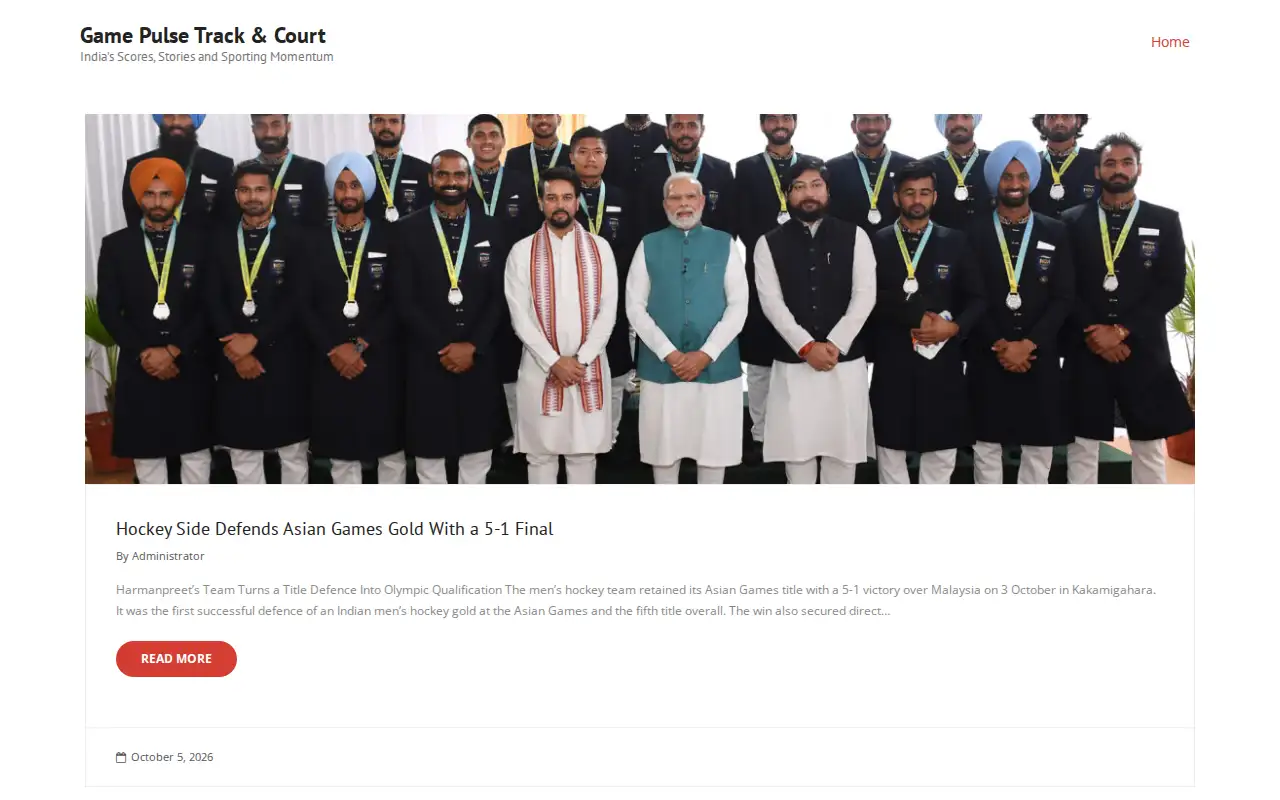 Game Pulse Track & Court
India's Scores, Stories and Sporting Momentum
Home
Hockey Side Defends Asian Games Gold With a 5-1 Final
By Administrator
Harmanpreet’s Team Turns a Title Defence Into Olympic Qualification The men’s hockey team retained its Asian Games title with a 5-1 victory over Malaysia on 3 October in Kakamigahara.
It was the first successful defence of an Indian men’s hockey gold at the Asian Games and the fifth title overall. The win also secured direct…
READ MORE
October 5, 2026